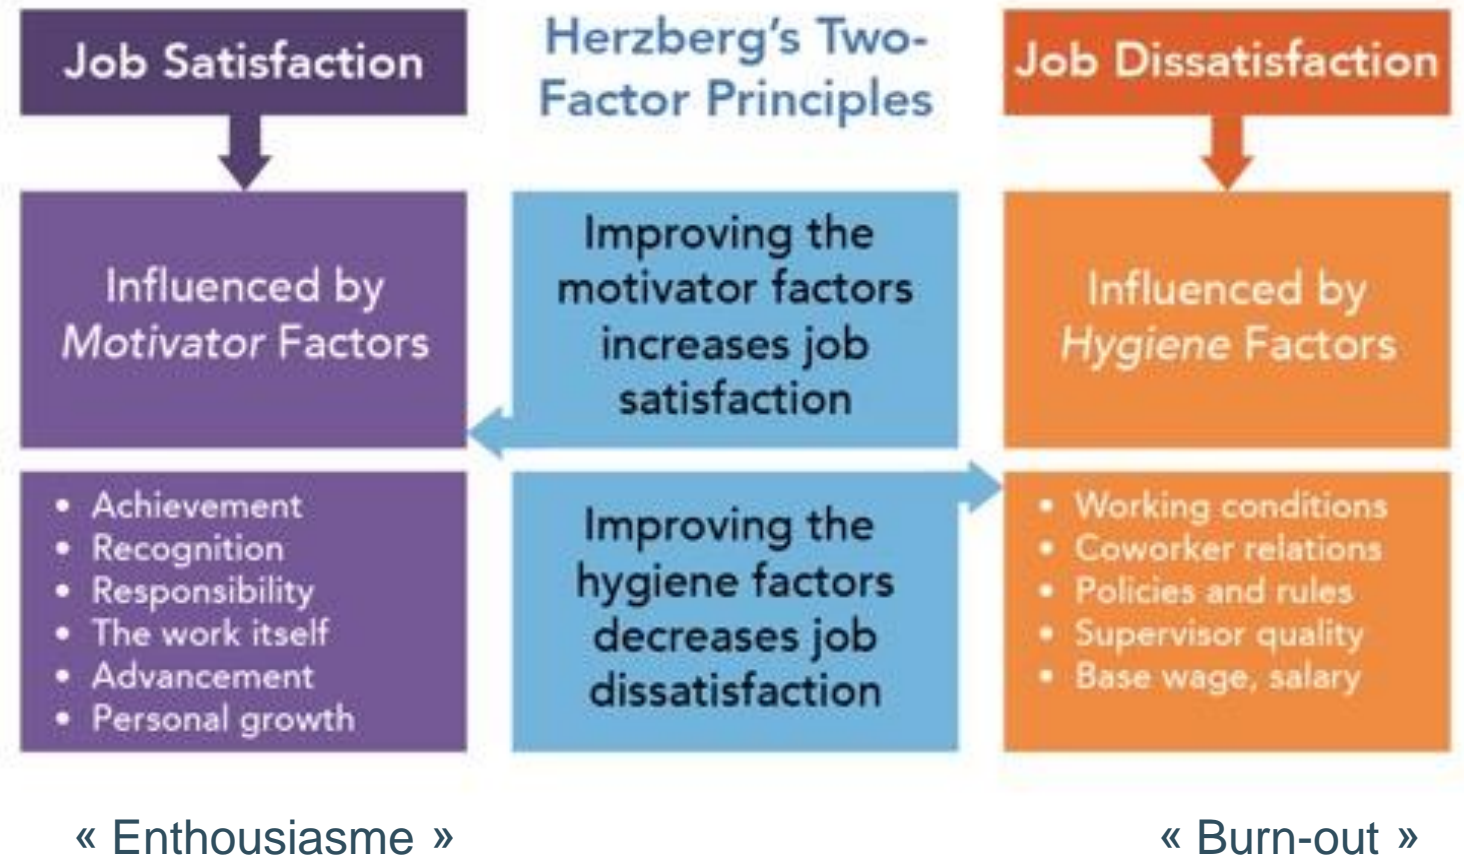 Job Satisfaction
Herzberg's Two-
Factor Principles
Job Dissatisfaction
Influenced by
Motivator Factors
Improving the
motivator factors
increases job
satisfaction
Influenced by
Hygiene Factors
• Achievement
• Recognition
• Responsibility
• The work itself
• Advancement
• Personal growth
Improving the
hygiene factors
decreases job
dissatisfaction
• Working conditions
• Coworker relations
• Policies and rules
• Supervisor quality
• Base wage, salary
« Enthousiasme »
« Burn-out »